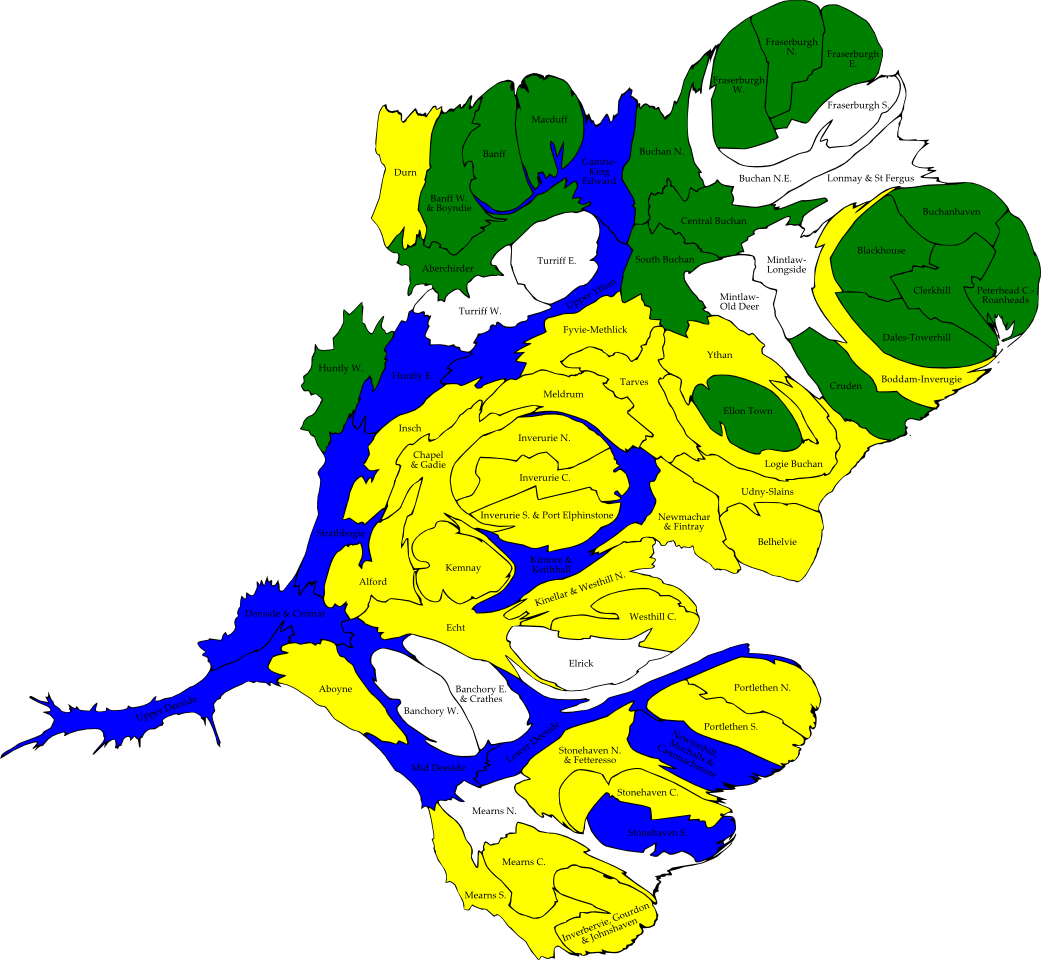 Fraserburgh
N.
Fraserburgh
E.
Fraserburgh
W.
Fraserburgh S.
Macduff
Banff
Gamrie-
King
Edward
Buchan N.
Durn
Buchan N.E.
Lonmay & St Fergus
Banff W.
& Boyndie
Central Buchan
Buchanhaven
Blackhouse
Turriff E.
South Buchan
Mintlaw-
Longside
Aberchirder
Clerkhill
Peterhead C.-
Roanheads
Upper Ythan
Mintlaw-
Old Deer
Turriff W.
Fyvie-Methlick
Dales-Towerhill
Ythan
Huntly W.
Huntly E.
Tarves
Boddam-Inverugie
Cruden
Meldrum
Ellon Town
Insch
Inverurie N.
Chapel
& Gadie
Logie Buchan
Inverurie C.
Udny-Slains
Inverurie S. & Port Elphinstone
Newmachar
& Fintray
Strathbogie
Belhelvie
Kintore &
Keithhall
Kemnay
Alford
Kinellar & Westhill N.
Donside & Cromar
Westhill C.
Echt
Elrick
Aboyne
Banchory E.
& Crathes
Portlethen N.
Upper Deeside
Banchory W.
Portlethen S.
Lower Deeside
Newtonhill,
Muchalls &
Stonehaven N.
& Fetteresso
Mid Deeside
Stonehaven C.
Mearns N.
Stonehaven S.
Mearns C.
Mearns S.
Inverbervie, Gourdon
& Johnshaven